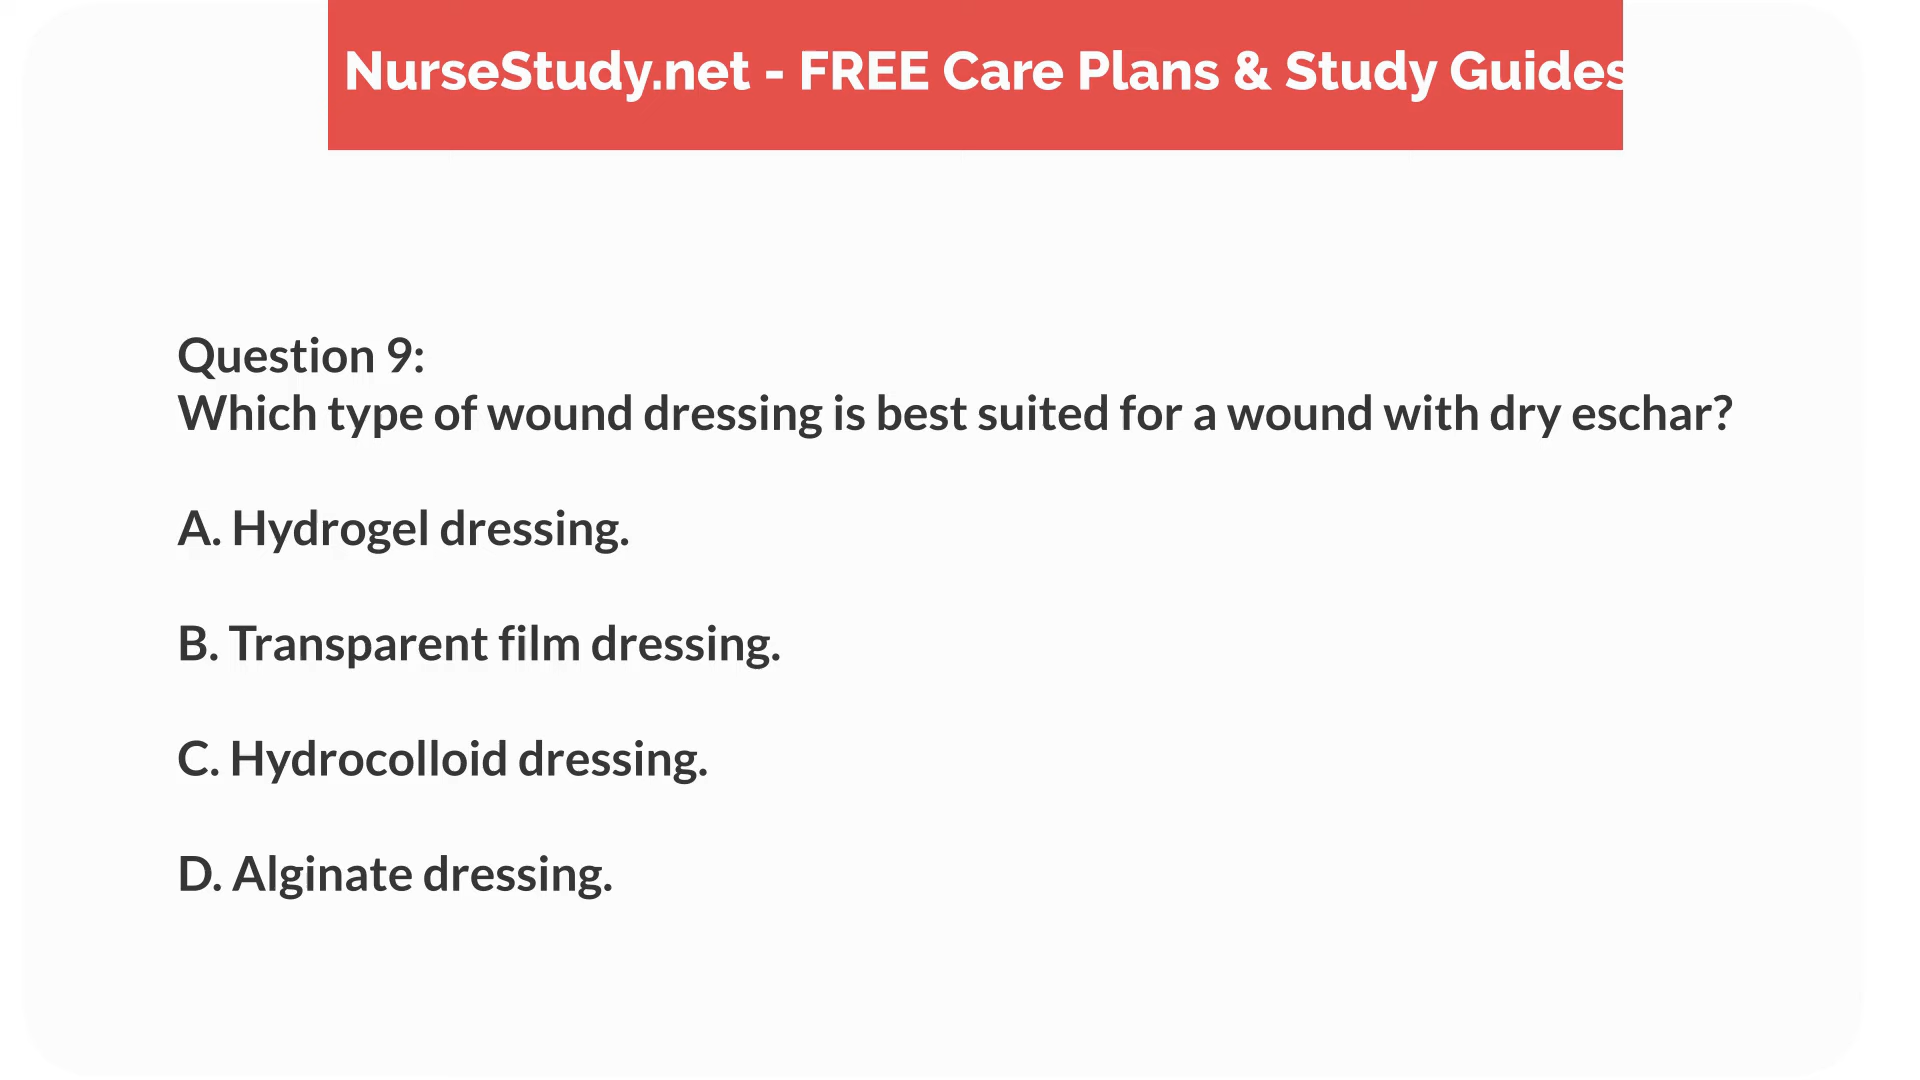 NurseStudy.net - FREE Care Plans & Study Guides
Question 9:
Which type of wound dressing is best suited for a wound with dry eschar?
A. Hydrogel dressing.
B. Transparent film dressing.
C. Hydrocolloid dressing.
D. Alginate dressing.